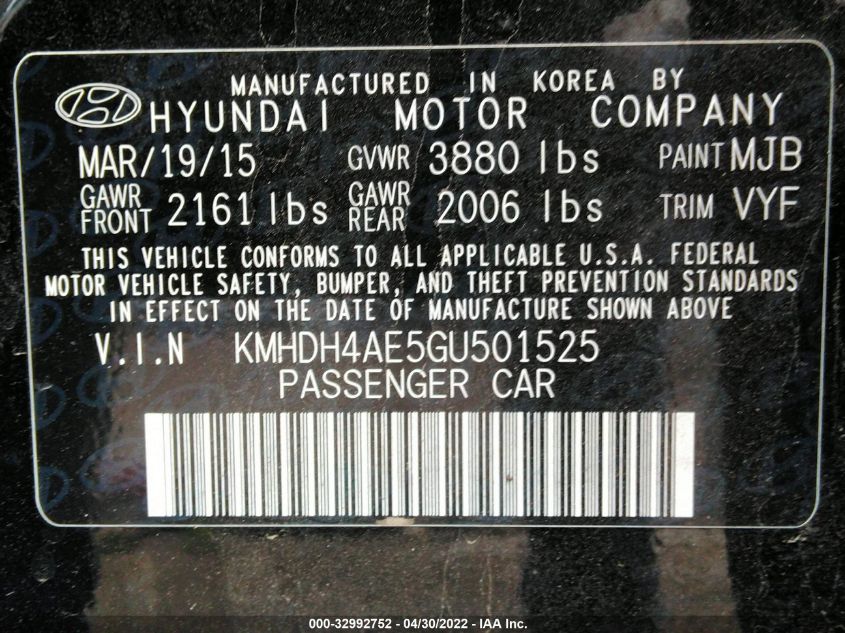 MANUFACTURED IN KOREA BY
HYUNDAI MOTOR COMPANY
MAR/19/15 GVWR 3880 lbs PAINT MJB
GAWR FRONT 2161 lbs GAWR REAR 2006 lbs TRIM VYF
THIS VEHICLE CONFORMS TO ALL APPLICABLE U.S.A. FEDERAL
MOTOR VEHICLE SAFETY, BUMPER, AND THEFT PREVENTION STANDARDS
IN EFFECT ON THE DATE OF MANUFACTURE SHOWN ABOVE
V.I.N KMHDH4AE5GU501525
PASSENGER CAR
000-32992752 - 04/30/2022 - IAA Inc.